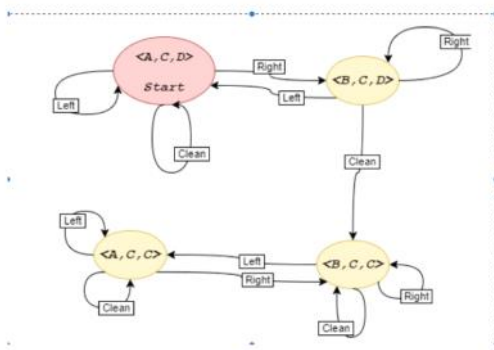 <A,C,D>
Start
Right
<B,C,D>
Right
Left
Left
Clean
Clean
Left
<A,C,C>
Left
<B,C,C>
Right
Right
Clean
Clean